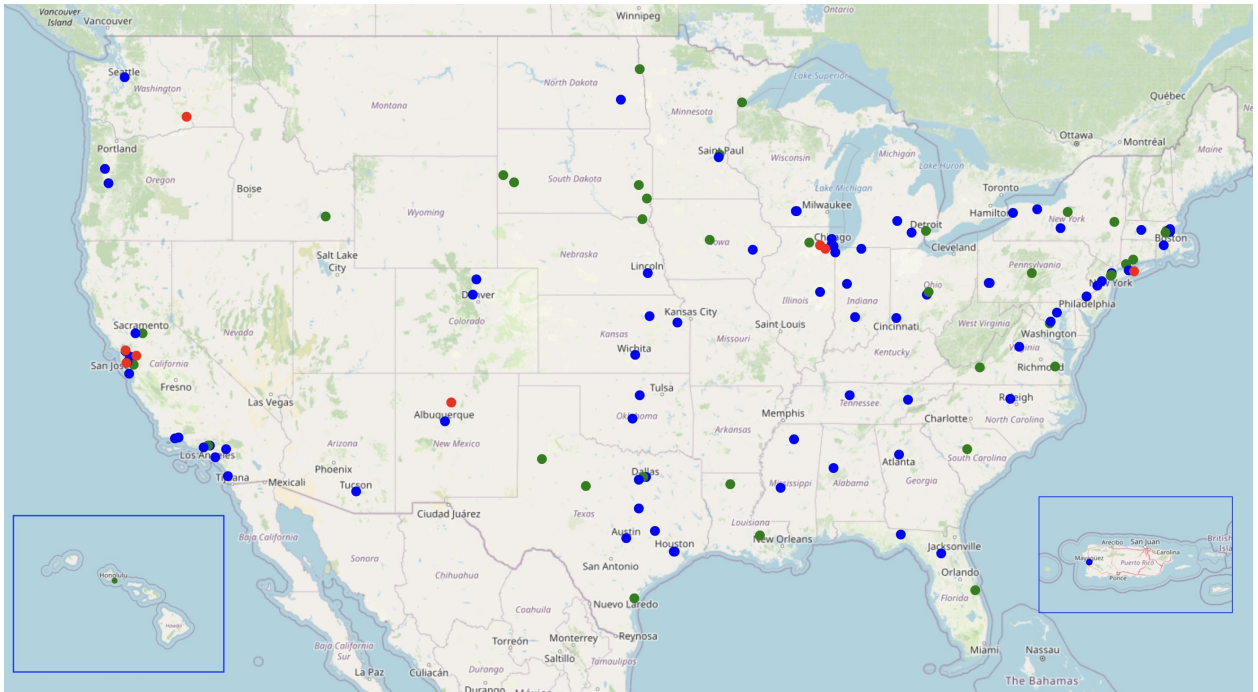 Vancouver
Island
Vancouver
Winnipeg
Ontario
Seattle
Washington
Montana
North Dakota
Minnesota
Lake Superior
Québec
Portland
Oregon
Boise
South Dakota
Saint Paul
Wisconsin
Michigan
Lake Huron
Ottawa
Montréal
Maine
Wyoming
Lake Michigan
Milwaukee
Toronto
Hamilton
New York
Detroit
Boston
Salt Lake
City
Nebraska
Iowa
Chicago
Cleveland
Lincoln
Pennsylvania
New York
Denver
Colorado
Illinois
Indiana
Ohio
Philadelphia
Sacramento
Nevada
Kansas City
Kansas
Saint Louis
Cincinnati
West Virginia
Washington
San Jos
California
Wichita
Missouri
Kentucky
Virginia
Richmond
Fresno
Las Vegas
Tulsa
Tennessee
Raleigh
Albuquerque
Oklahoma
Memphis
Charlotte
North Carolina
Arizona
New Mexico
Arkansas
Los Angeles
Phoenix
Atlanta
South Carolina
Tijuana
Mexicali
Tucson
Dallas
Mississippi
Alabama
Georgia
Ciudad Juárez
Texas
Louisiana
Baja California
Austin
Houston
New Orleans
Jacksonville
Sonora
San Antonio
Orlando
Chihuahua
Florida
Coahuila
Nuevo Laredo
Baja California
Sur
Torreón
Monterrey
Reynosa
Miami
Nassau
Saltillo
Tamaulipas
La Paz
Culiacán
Durango
Durango
The Bahamas
Honolulu
Hawaii
Arecibo
San Juan
Mayagüez
Carolina
Puerto Rico
Ponce
British